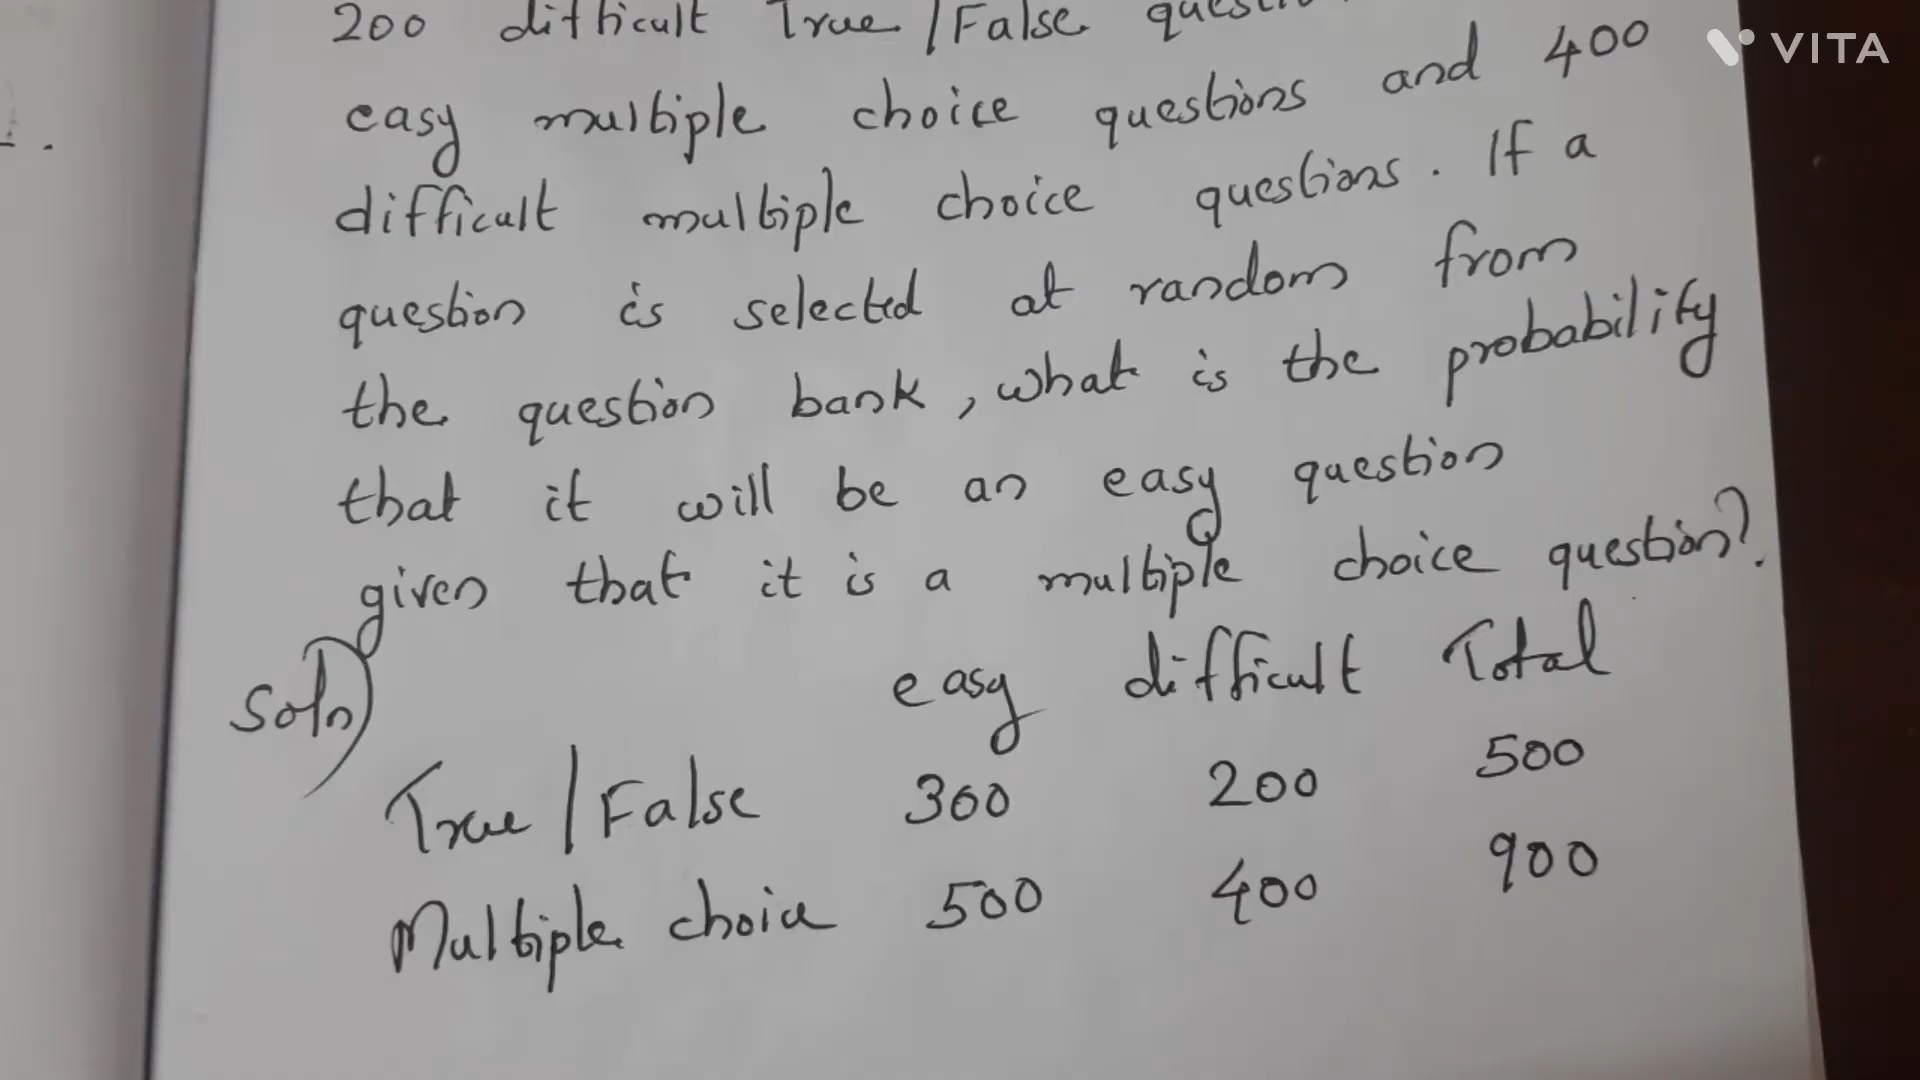 200 difficult True/False
easy multiple choice questions and 400
difficult multiple choice questions. If a
question is selected at random from
the question bank, what is the probability
that it will be an easy question
given that it is a multiple choice question?
Soln)
easy difficult Total
True/False 300 200 500
Multiple choice 500 400 900
VITA